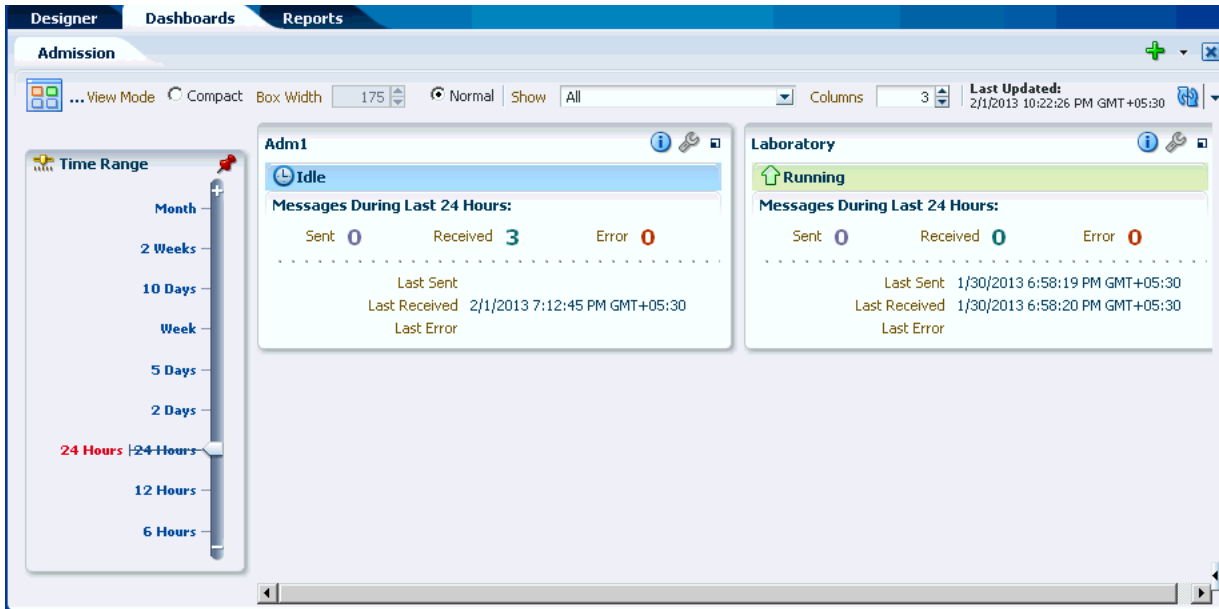 Designer Dashboards Reports
Admission
... View Mode Compact Box Width 175 Normal Show All Columns 3 Last Updated:
2/1/2013 10:22:26 PM GMT+05:30
Time Range
Month
2 Weeks
10 Days
Week
5 Days
2 Days
24 Hours 24 Hours
12 Hours
6 Hours
Adm1
Idle
Messages During Last 24 Hours:
Sent 0 Received 3 Error 0
Last Sent
Last Received 2/1/2013 7:12:45 PM GMT+05:30
Last Error
Laboratory
Running
Messages During Last 24 Hours:
Sent 0 Received 0 Error 0
Last Sent 1/30/2013 6:58:19 PM GMT+05:30
Last Received 1/30/2013 6:58:20 PM GMT+05:30
Last Error